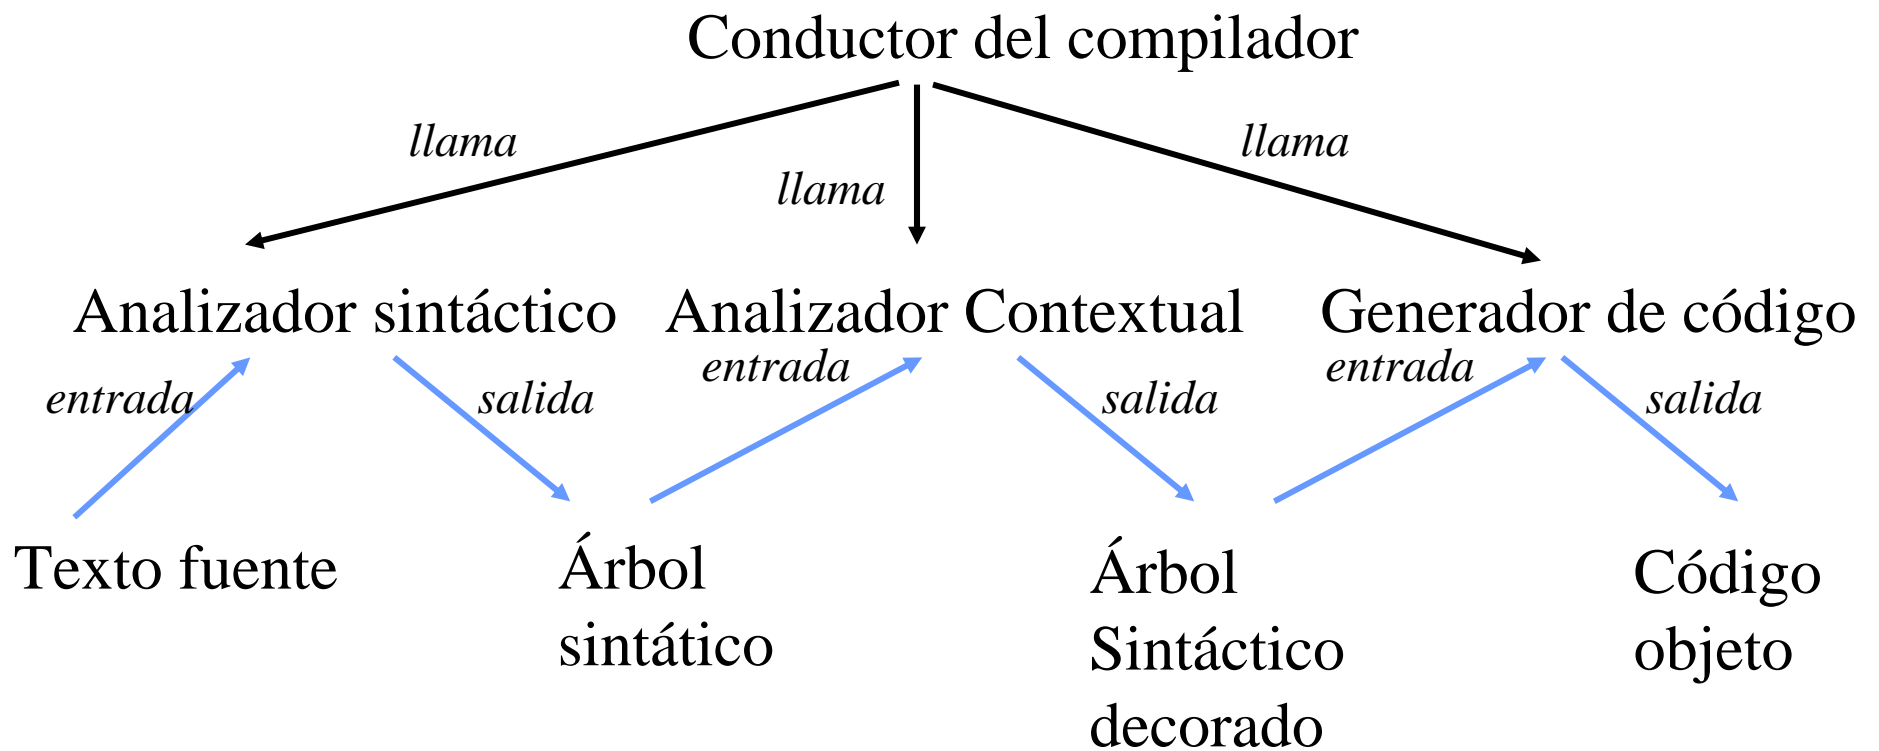 Conductor del compilador
llama
llama
llama
Analizador sintáctico
Analizador Contextual
Generador de código
entrada
salida
entrada
salida
entrada
salida
Texto fuente
Árbol
sintático
Árbol
Sintáctico
decorado
Código
objeto